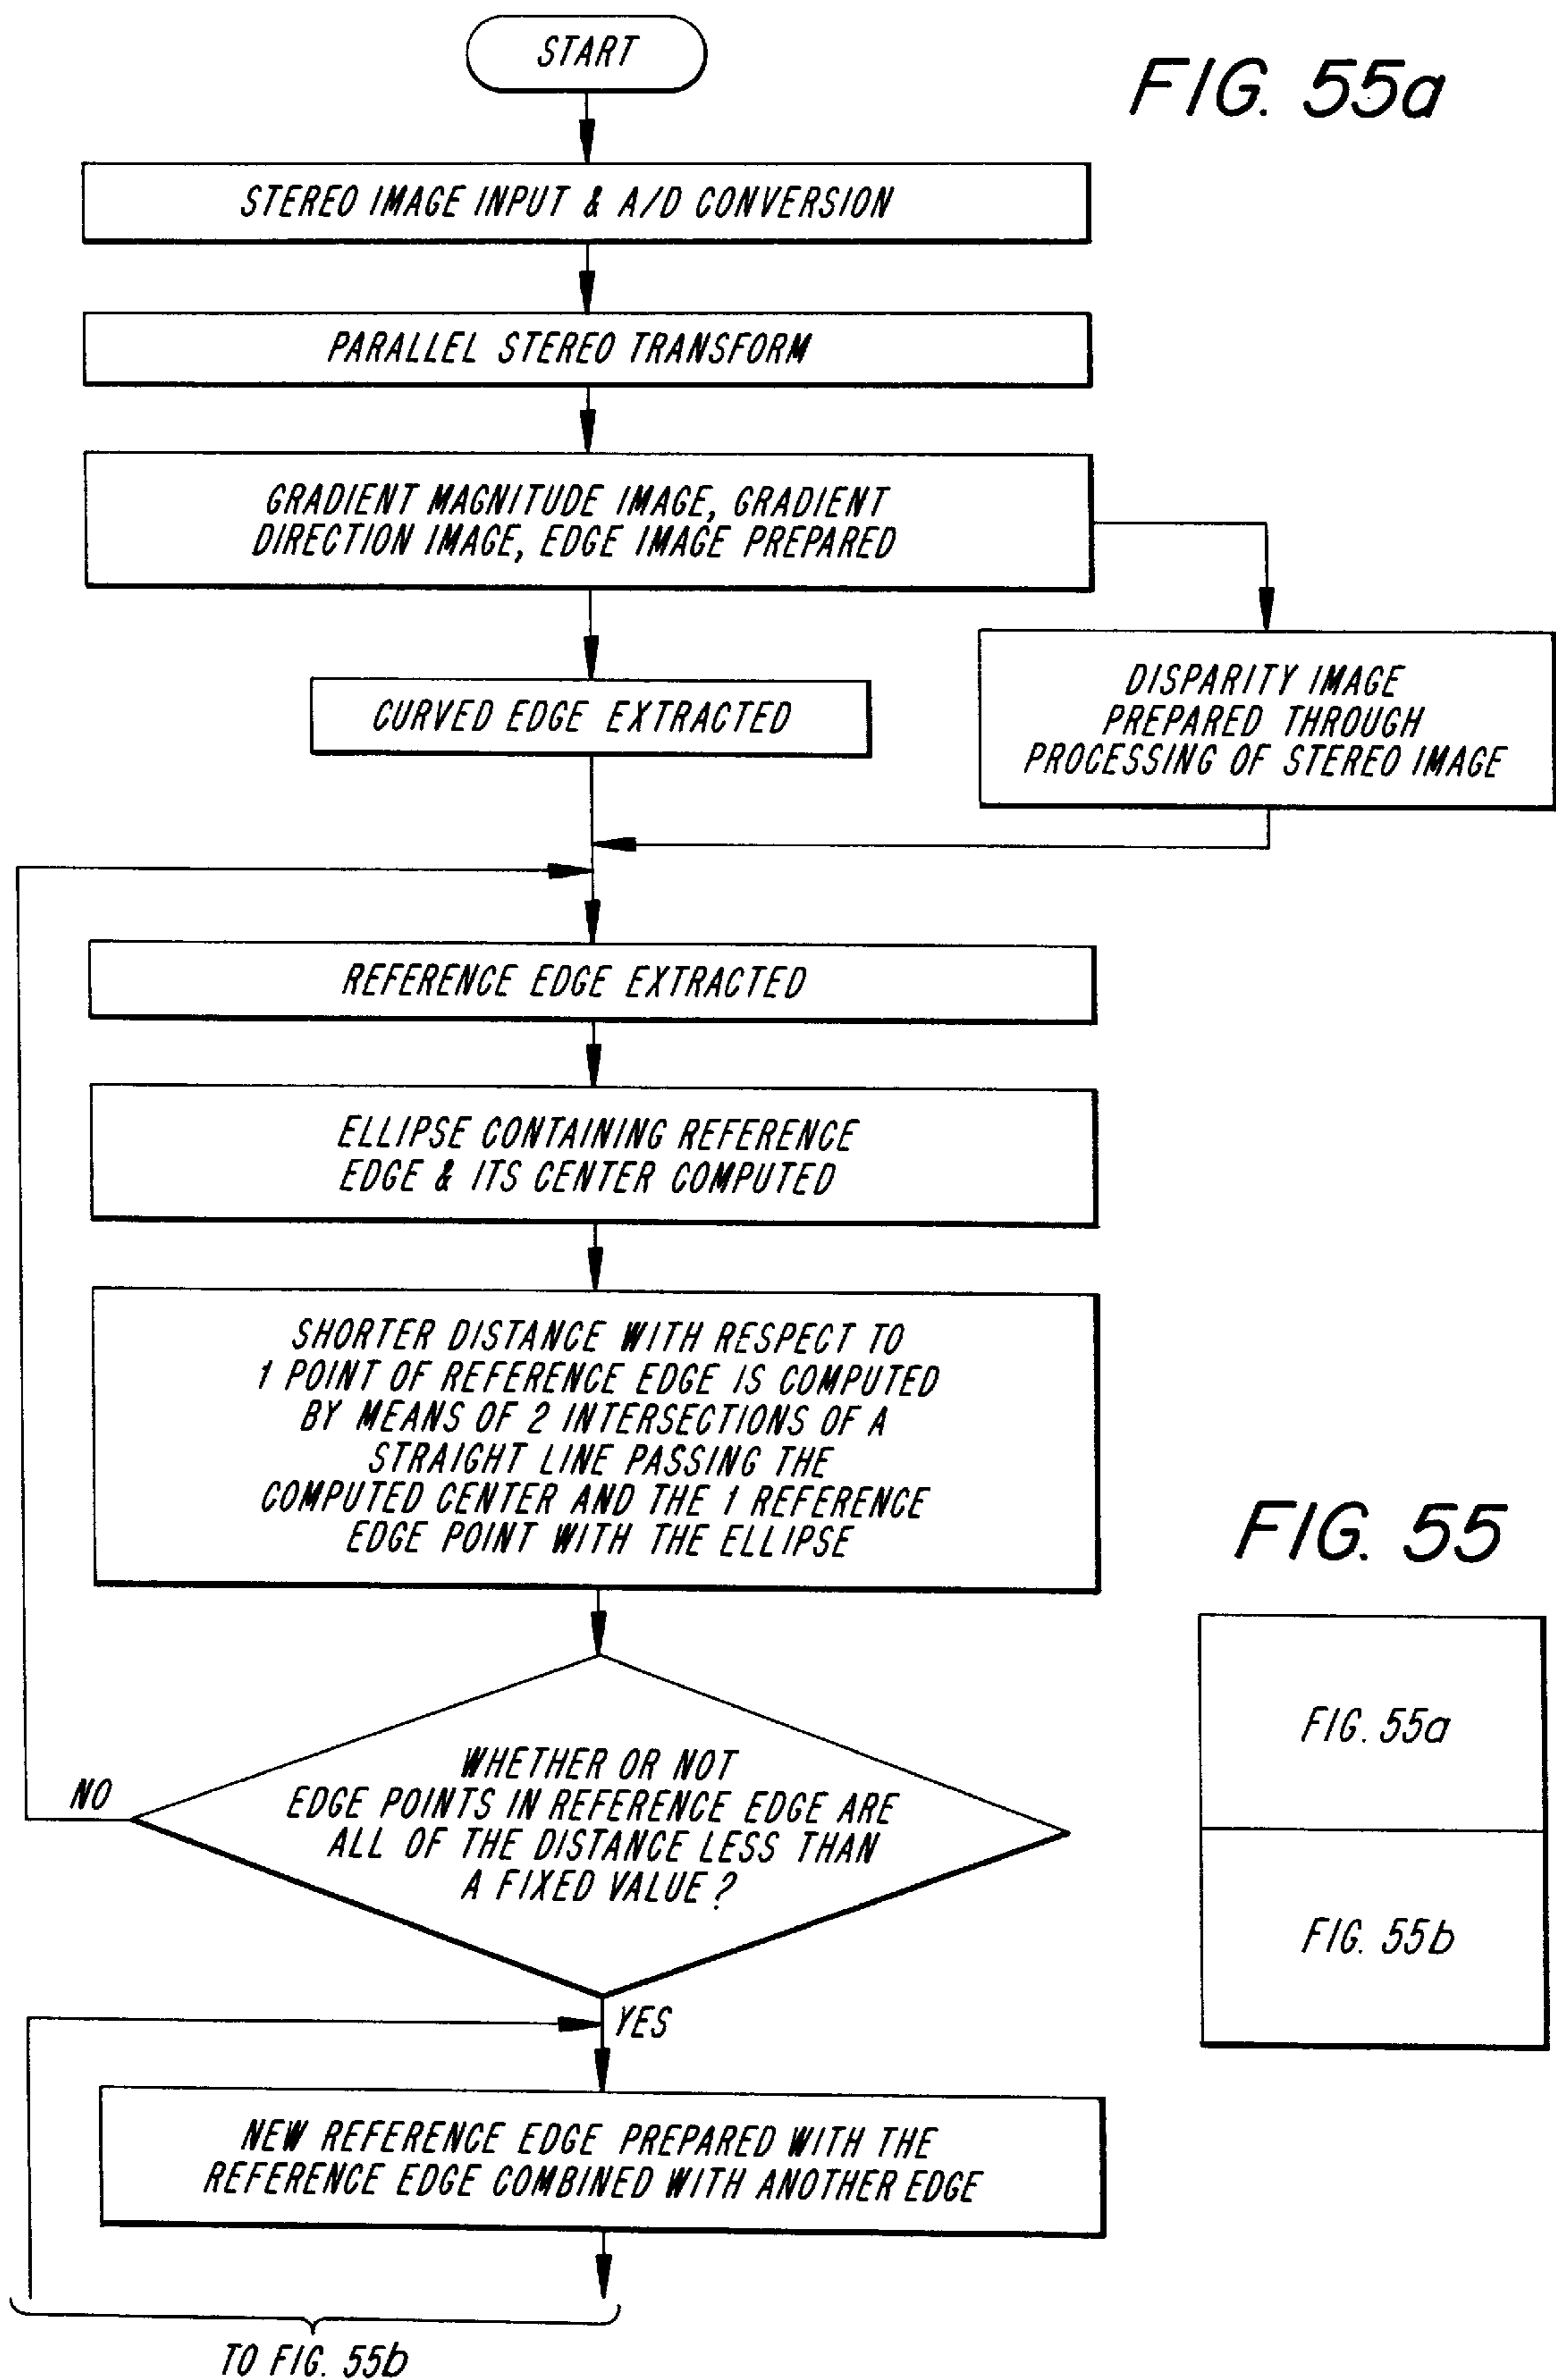 START
FIG. 55a
STEREO IMAGE INPUT & A/D CONVERSION
PARALLEL STEREO TRANSFORM
GRADIENT MAGNITUDE IMAGE, GRADIENT
DIRECTION IMAGE, EDGE IMAGE PREPARED
CURVED EDGE EXTRACTED
DISPARITY IMAGE
PREPARED THROUGH
PROCESSING OF STEREO IMAGE
REFERENCE EDGE EXTRACTED
ELLIPSE CONTAINING REFERENCE
EDGE & ITS CENTER COMPUTED
SHORTER DISTANCE WITH RESPECT TO
1 POINT OF REFERENCE EDGE IS COMPUTED
BY MEANS OF 2 INTERSECTIONS OF A
STRAIGHT LINE PASSING THE
COMPUTED CENTER AND THE 1 REFERENCE
EDGE POINT WITH THE ELLIPSE
WHETHER OR NOT
EDGE POINTS IN REFERENCE EDGE ARE
ALL OF THE DISTANCE LESS THAN
A FIXED VALUE?
NO
YES
NEW REFERENCE EDGE PREPARED WITH THE
REFERENCE EDGE COMBINED WITH ANOTHER EDGE
TO FIG. 55b
FIG. 55
FIG. 55a
FIG. 55b